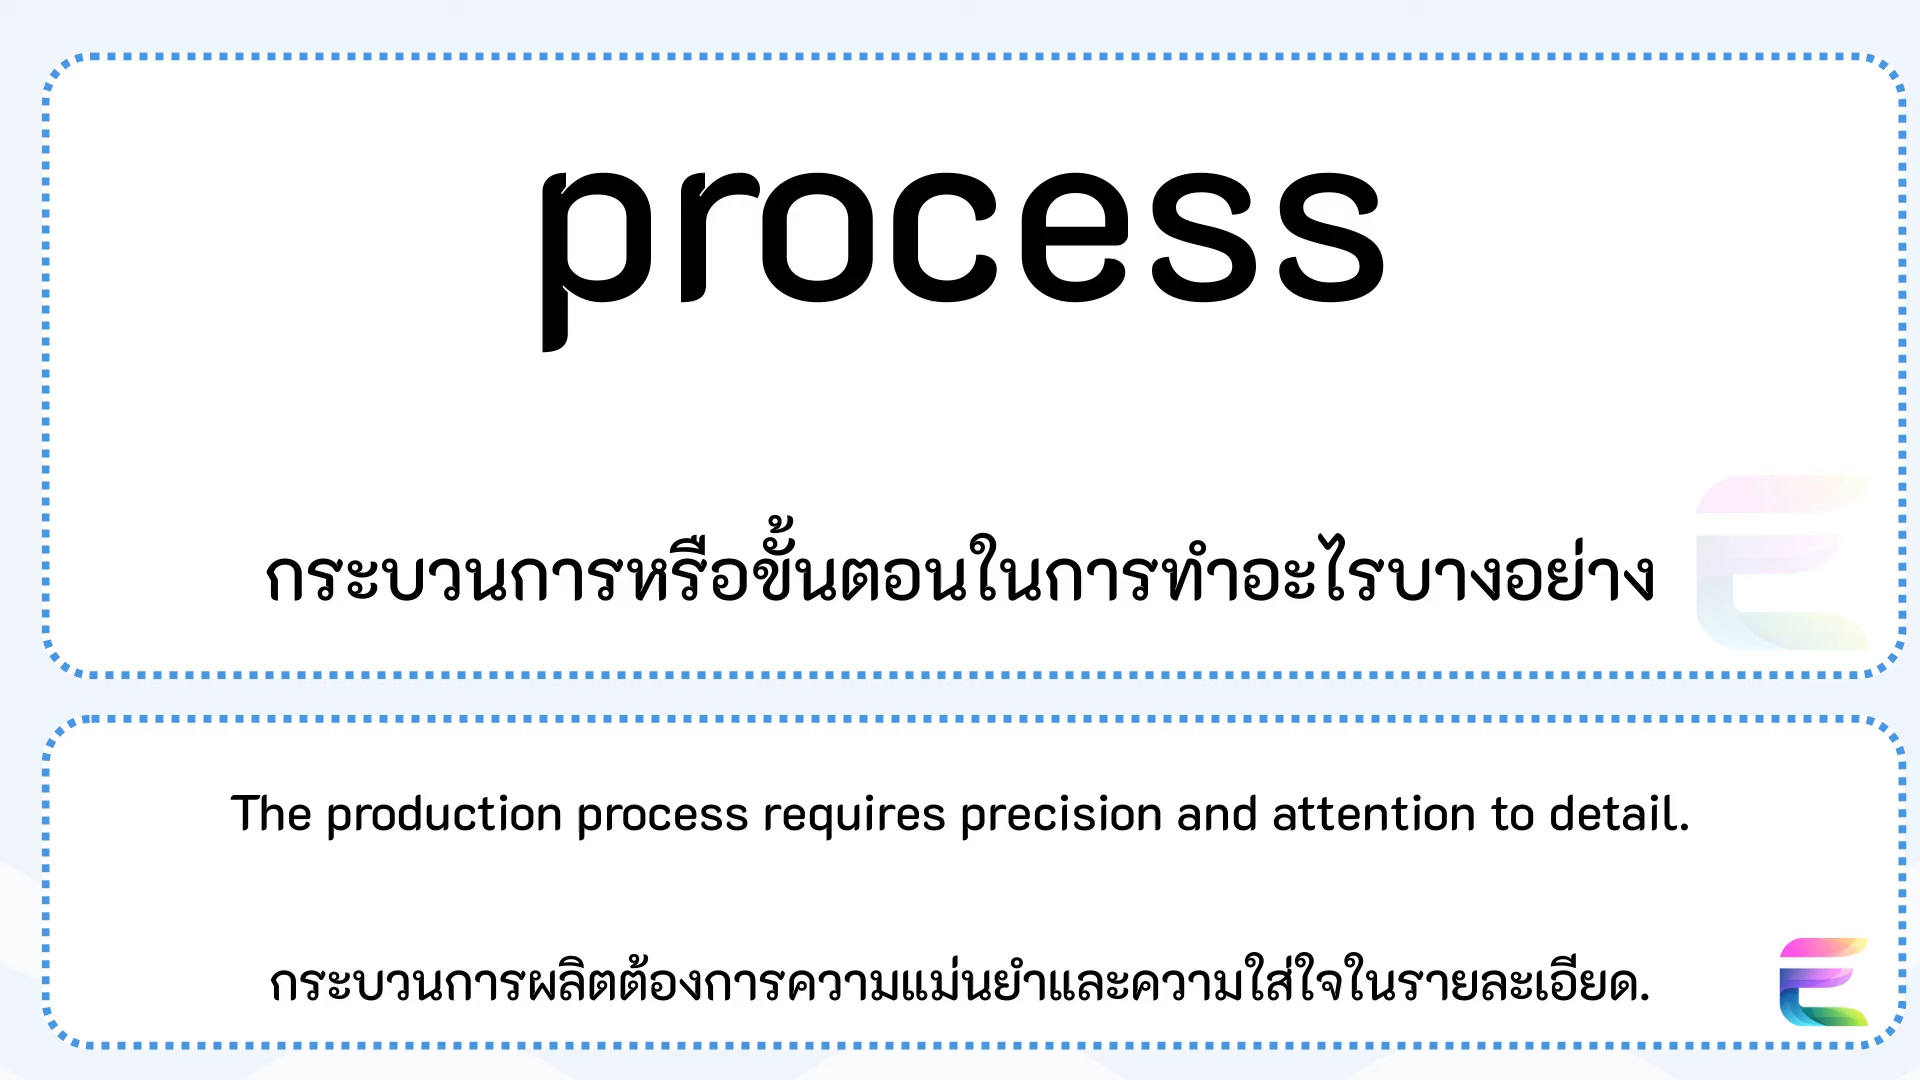 process
กระบวนการหรือขั้นตอนในการทำอะไรบางอย่าง
The production process requires precision and attention to detail.
กระบวนการผลิตต้องการความแม่นยำและความใส่ใจในรายละเอียด.